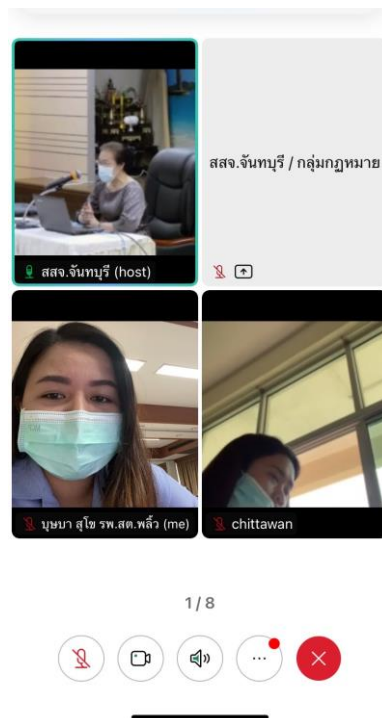 สสจ.จันทบุรี / กลุ่มกฎหมาย
สสจ.จันทบุรี (host)
บุษบา สุโข รพ.สต.พลิ้ว (me)
chittawan
1/8